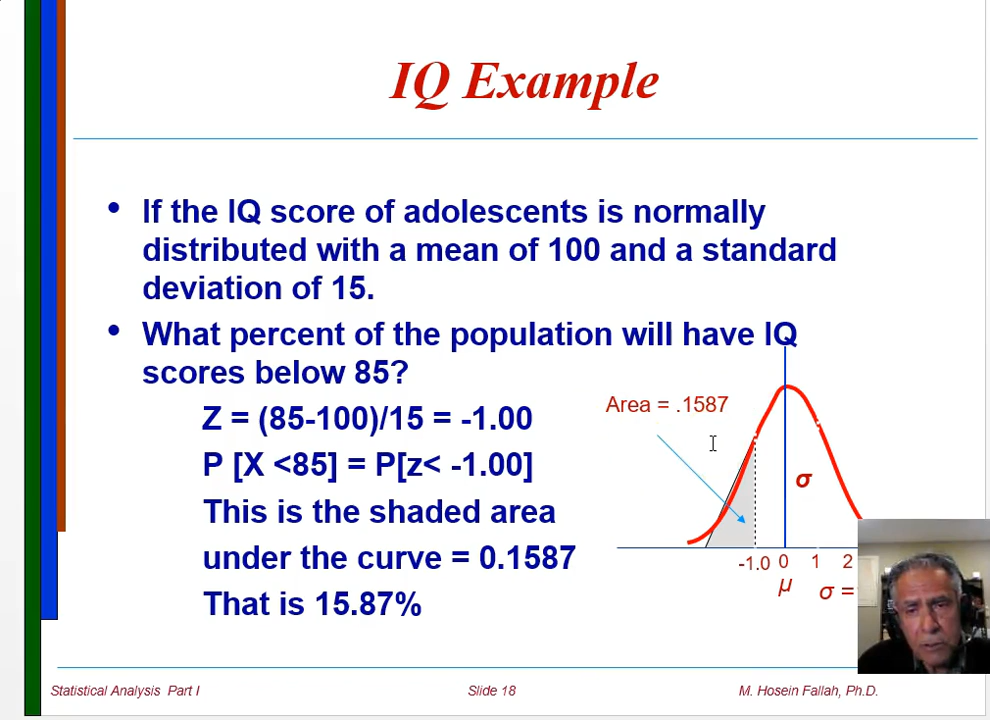 IQ Example
• If the IQ score of adolescents is normally
distributed with a mean of 100 and a standard
deviation of 15.
• What percent of the population will have IQ
scores below 85?
Z = (85-100)/15 = -1.00
P [X <85] = P[z< -1.00]
This is the shaded area
under the curve = 0.1587
That is 15.87%
Area = .1587
σ
-1.0 0 1 2
μ σ =
Statistical Analysis Part I Slide 18 M. Hosein Fallah, Ph.D.